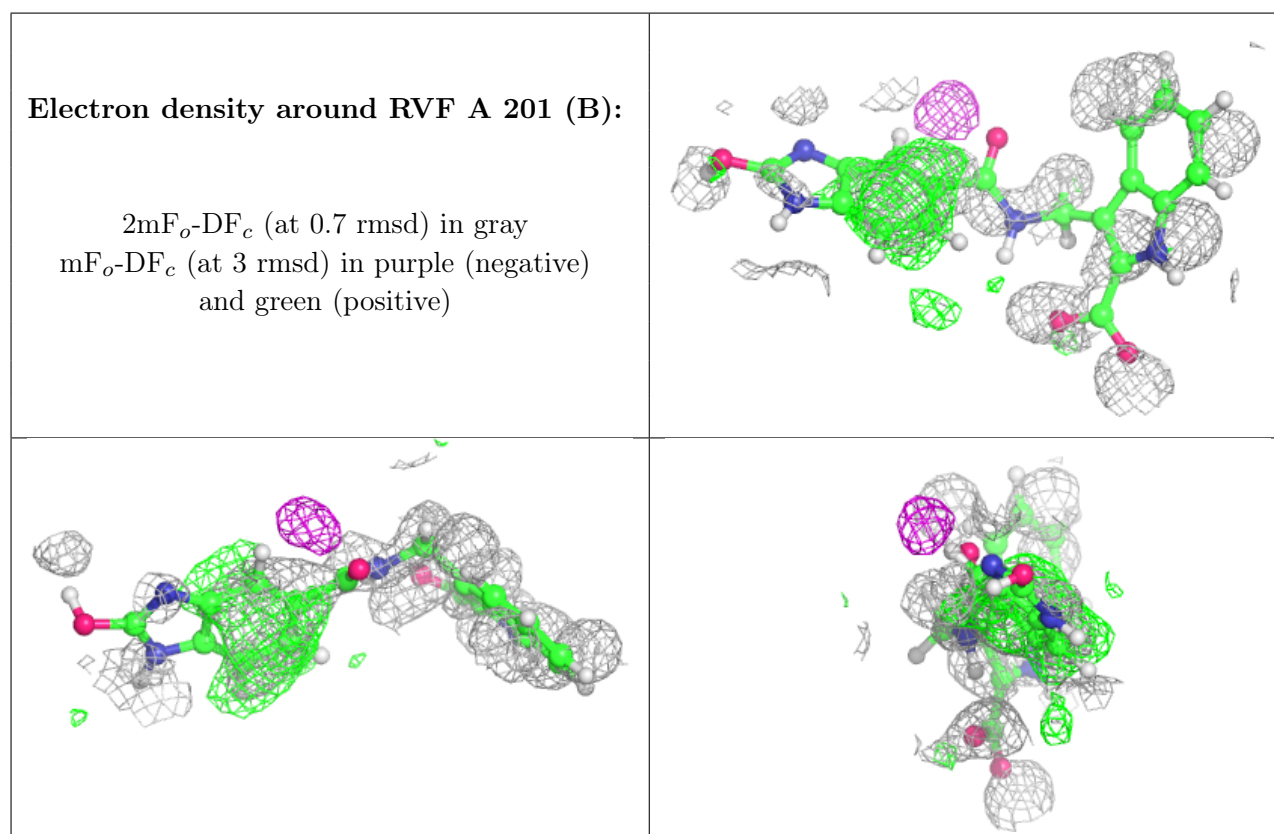 Electron density around RVF A 201 (B):
2mFo-DFc (at 0.7 rmsd) in gray
mFo-DFc (at 3 rmsd) in purple (negative)
and green (positive)